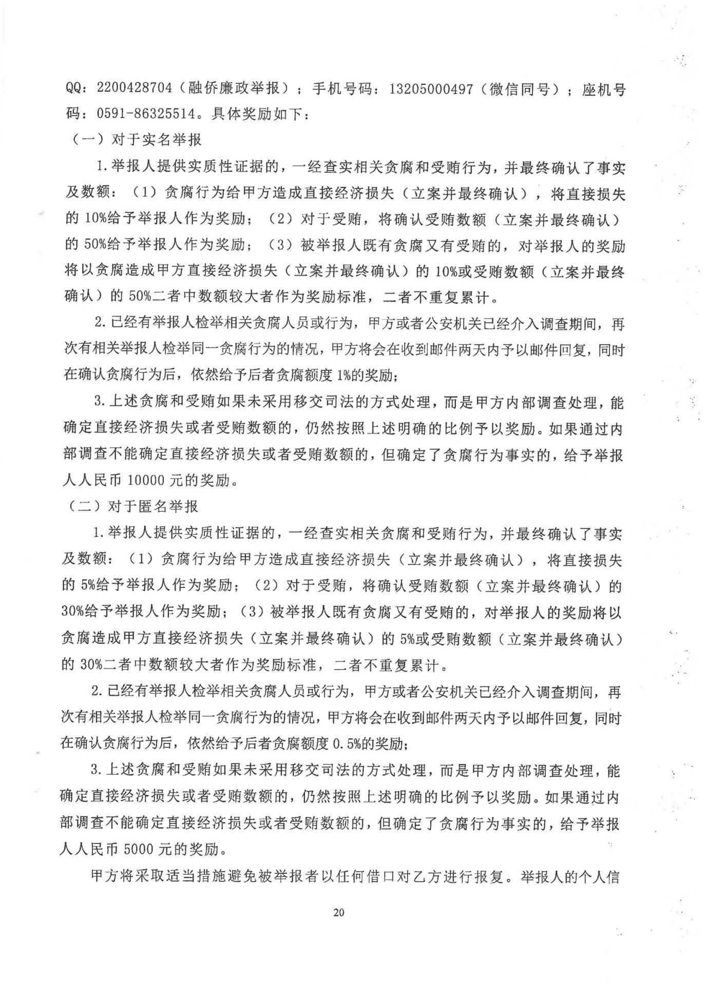 QQ：2200428704（融侨廉政举报）；手机号码：13205000497（微信同号）；座机号
码：0591-86325514。具体奖励如下：
（一）对于实名举报
1.举报人提供实质性证据的，一经查实相关贪腐和受贿行为，并最终确认了事实
及数额：（1）贪腐行为给甲方造成直接经济损失（立案并最终确认），将直接损失
的 10%给予举报人作为奖励；（2）对于受贿，将确认受贿数额（立案并最终确认）
的 50%给予举报人作为奖励；（3）被举报人既有贪腐又有受贿的，对举报人的奖励
将以贪腐造成甲方直接经济损失（立案并最终确认）的 10%或受贿数额（立案并最终
确认）的 50%二者中数额较大者作为奖励标准，二者不重复累计。
2.已经有举报人检举相关贪腐人员或行为，甲方或者公安机关已经介入调查期间，再
次有相关举报人检举同一贪腐行为的情况，甲方将会在收到邮件两天内予以邮件回复，同时
在确认贪腐行为后，依然给予后者贪腐额度 1%的奖励；
3.上述贪腐和受贿如果未采用移交司法的方式处理，而是甲方内部调查处理，能
确定直接经济损失或者受贿数额的，仍然按照上述明确的比例予以奖励。如果通过内
部调查不能确定直接经济损失或者受贿数额的，但确定了贪腐行为事实的，给予举报
人人民币 10000 元的奖励。
（二）对于匿名举报
1.举报人提供实质性证据的，一经查实相关贪腐和受贿行为，并最终确认了事实
及数额：（1）贪腐行为给甲方造成直接经济损失（立案并最终确认），将直接损失
的 5%给予举报人作为奖励；（2）对于受贿，将确认受贿数额（立案并最终确认）的
30%给予举报人作为奖励；（3）被举报人既有贪腐又有受贿的，对举报人的奖励将以
贪腐造成甲方直接经济损失（立案并最终确认）的 5%或受贿数额（立案并最终确认）
的 30%二者中数额较大者作为奖励标准，二者不重复累计。
2.已经有举报人检举相关贪腐人员或行为，甲方或者公安机关已经介入调查期间，再
次有相关举报人检举同一贪腐行为的情况，甲方将会在收到邮件两天内予以邮件回复，同时
在确认贪腐行为后，依然给予后者贪腐额度 0.5%的奖励；
3.上述贪腐和受贿如果未采用移交司法的方式处理，而是甲方内部调查处理，能
确定直接经济损失或者受贿数额的，仍然按照上述明确的比例予以奖励。如果通过内
部调查不能确定直接经济损失或者受贿数额的，但确定了贪腐行为事实的，给予举报
人人民币 5000 元的奖励。
甲方将采取适当措施避免被举报者以任何借口对乙方进行报复。举报人的个人信
20